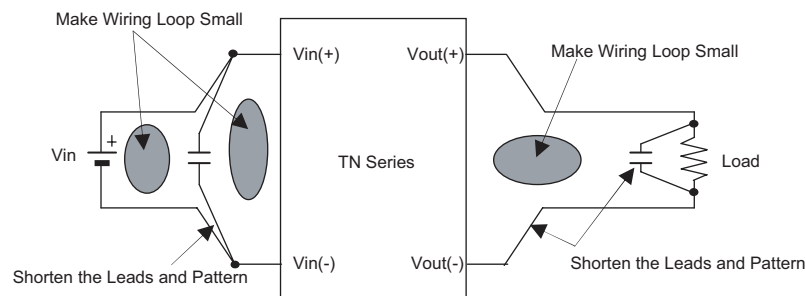 Make Wiring Loop Small
Vin(+)
Vout(+)
Make Wiring Loop Small
+
Vin
TN Series
Load
Vin(-)
Vout(-)
Shorten the Leads and Pattern
Shorten the Leads and Pattern